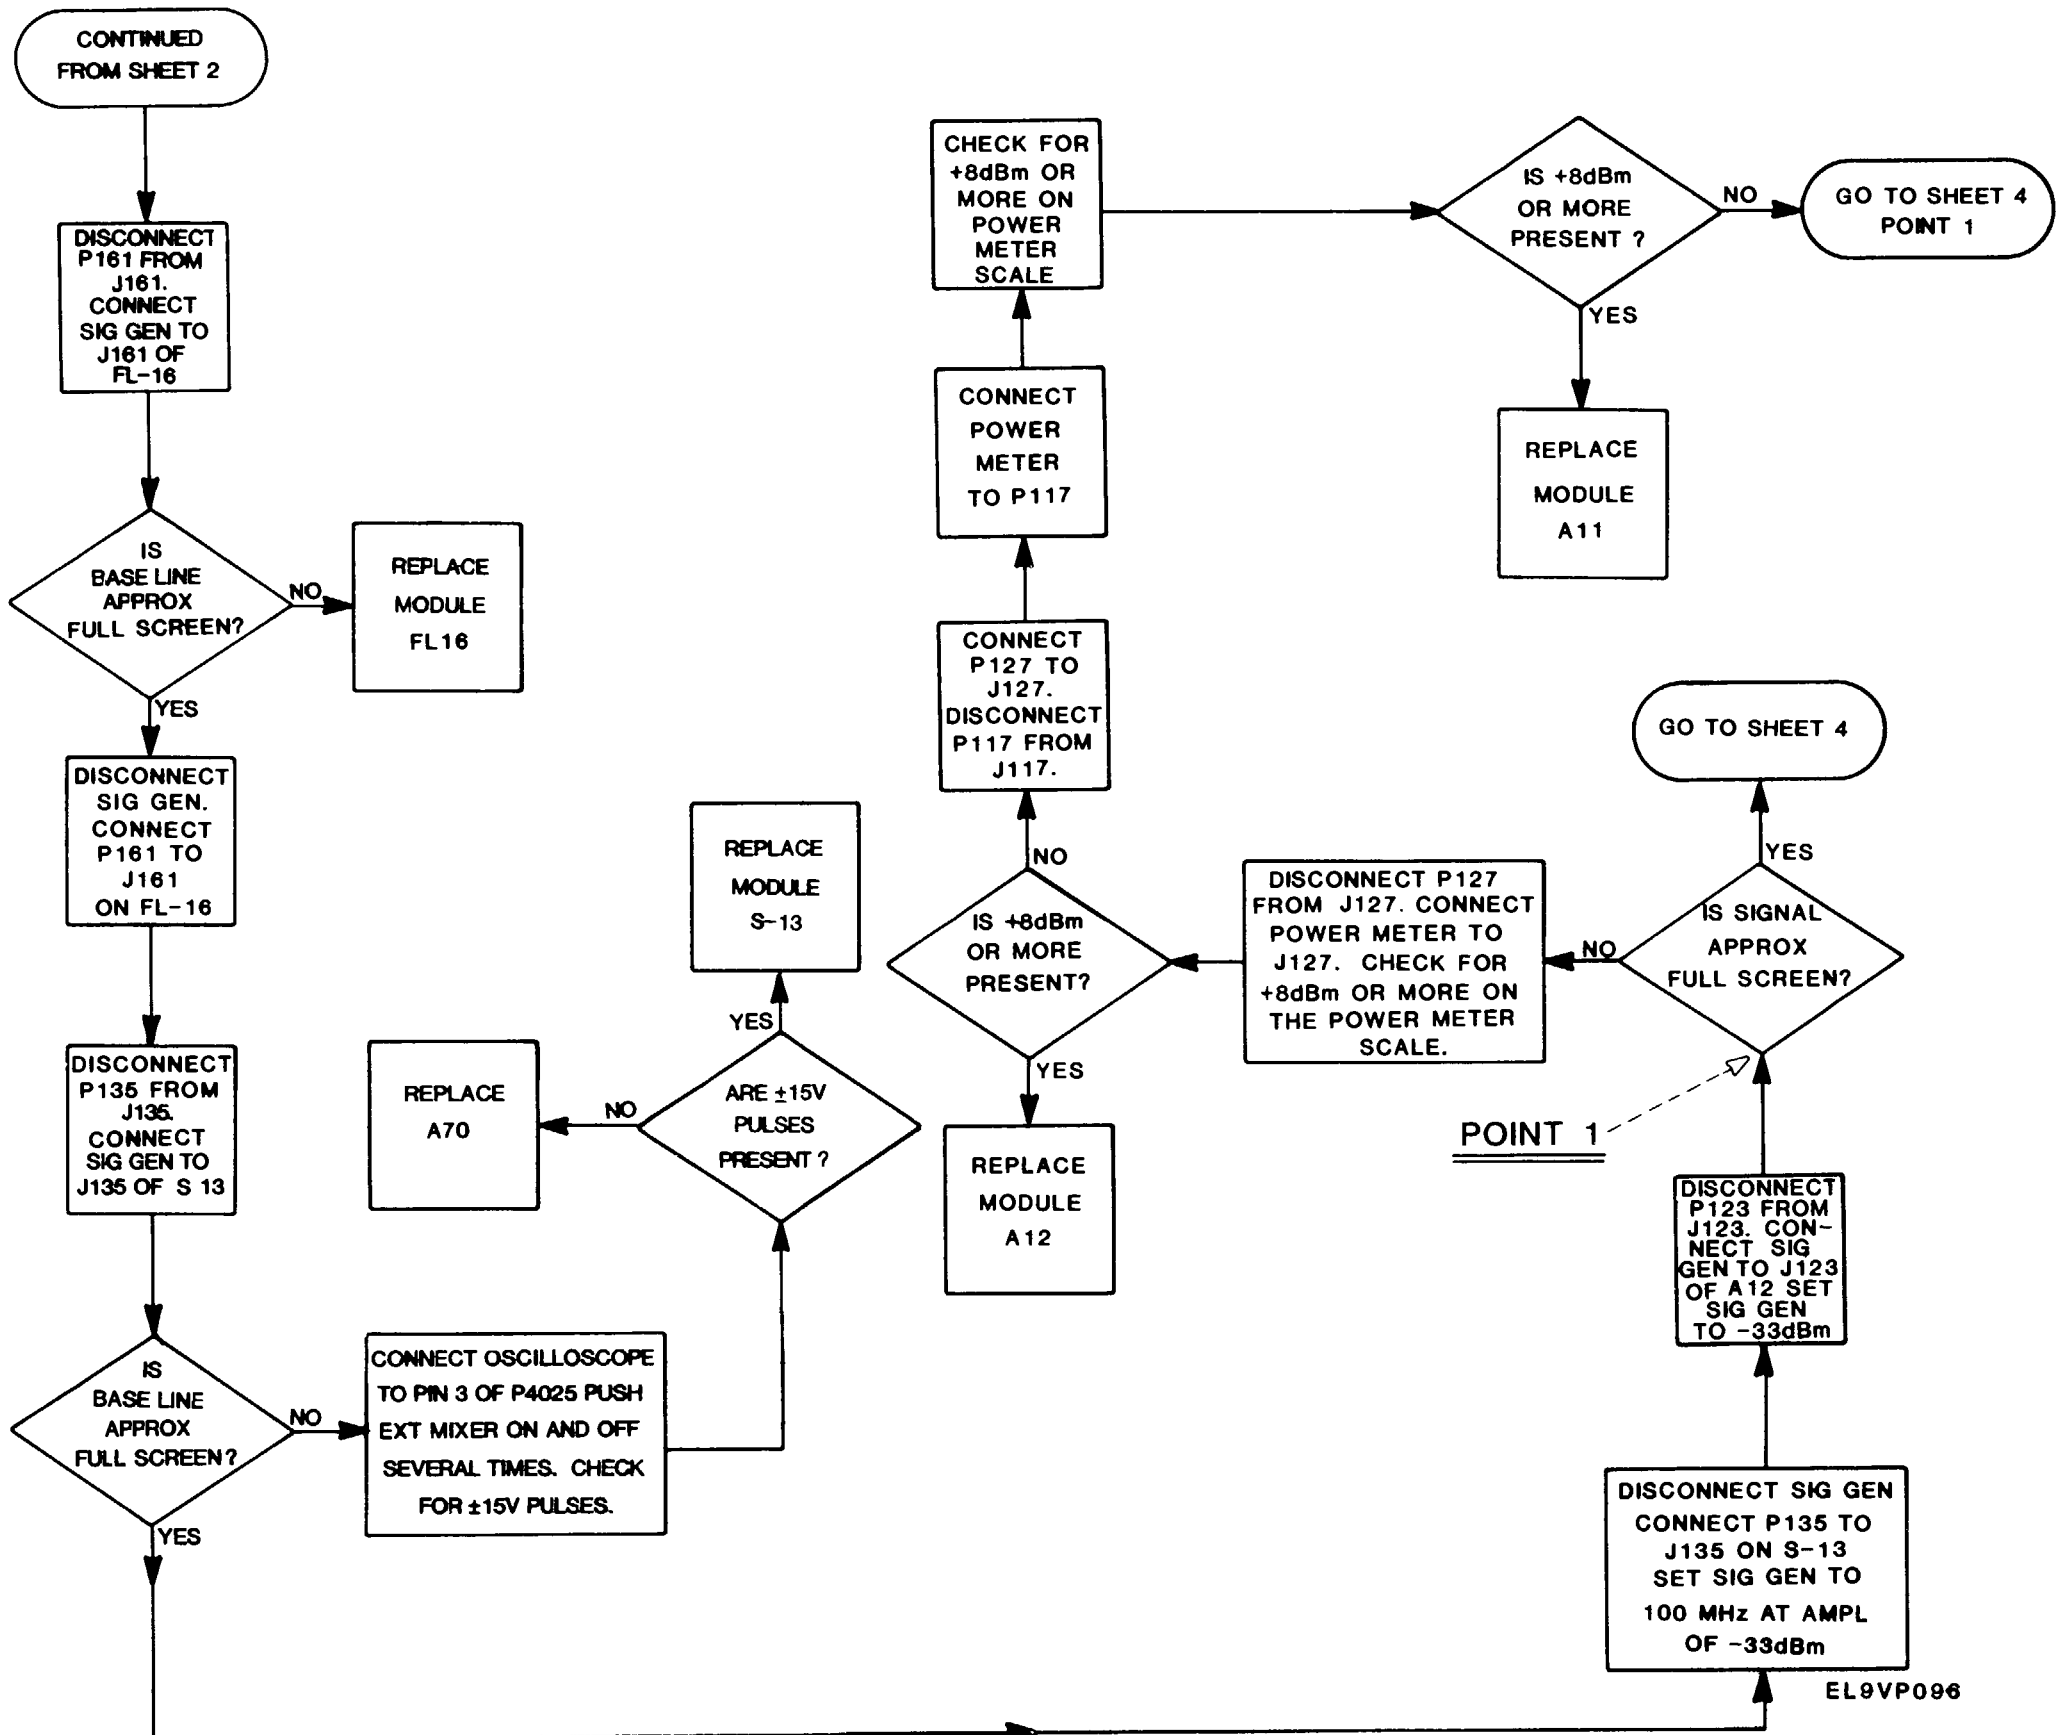 CONTINUED
FROM SHEET 2
DISCONNECT
P161 FROM
J161.
CONNECT
SIG GEN TO
J161 OF
FL-16
IS
BASE LINE
APPROX
FULL SCREEN?
NO
REPLACE
MODULE
FL16
YES
DISCONNECT
SIG GEN.
CONNECT
P161 TO
J161
ON FL-16
DISCONNECT
P135 FROM
J135.
CONNECT
SIG GEN TO
J135 OF S 13
IS
BASE LINE
APPROX
FULL SCREEN?
NO
YES
CONNECT OSCILLOSCOPE
TO PIN 3 OF P4025 PUSH
EXT MIXER ON AND OFF
SEVERAL TIMES. CHECK
FOR ±15V PULSES.
ARE ±15V
PULSES
PRESENT ?
NO
REPLACE
A70
YES
REPLACE
MODULE
S-13
DISCONNECT SIG GEN
CONNECT P135 TO
J135 ON S-13
SET SIG GEN TO
100 MHz AT AMPL
OF -33dBm
DISCONNECT
P123 FROM
J123. CON-
NECT SIG
GEN TO J123
OF A12 SET
SIG GEN
TO -33dBm
POINT 1
IS SIGNAL
APPROX
FULL SCREEN?
YES
GO TO SHEET 4
NO
DISCONNECT P127
FROM J127. CONNECT
POWER METER TO
J127. CHECK FOR
+8dBm OR MORE ON
THE POWER METER
SCALE.
IS +8dBm
OR MORE
PRESENT?
YES
REPLACE
MODULE
A12
NO
CONNECT
P127 TO
J127.
DISCONNECT
P117 FROM
J117.
CONNECT
POWER
METER
TO P117
CHECK FOR
+8dBm OR
MORE ON
POWER
METER
SCALE
IS +8dBm
OR MORE
PRESENT ?
NO
GO TO SHEET 4
POINT 1
YES
REPLACE
MODULE
A11
EL9VP096